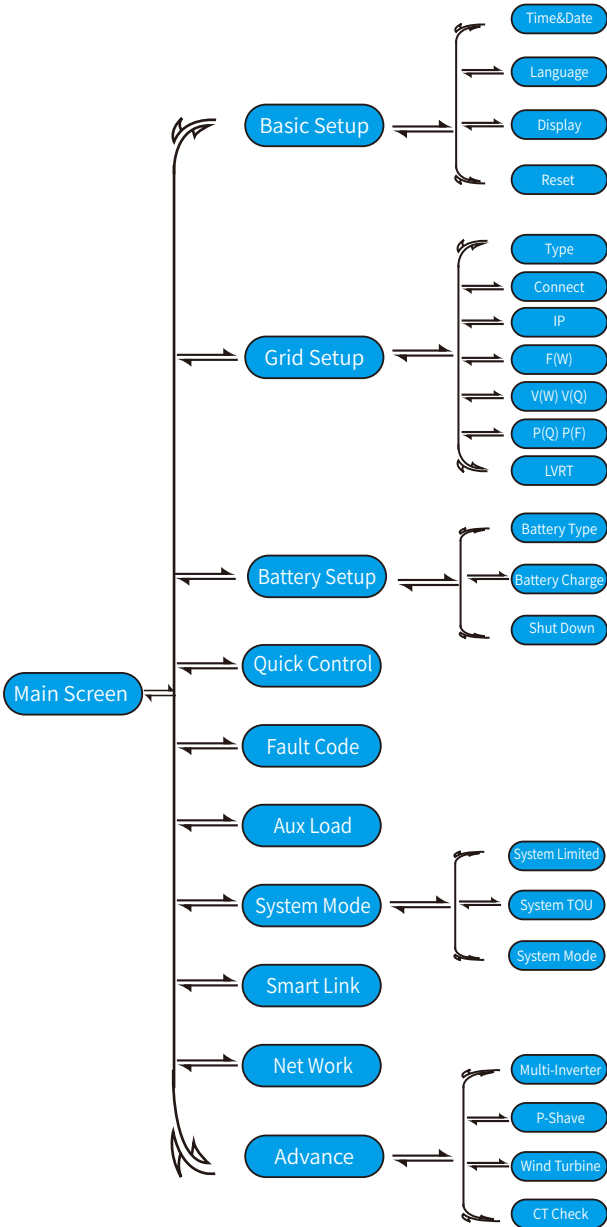 Main Screen
Basic Setup
Time&Date
Language
Display
Reset
Grid Setup
Type
Connect
IP
F(W)
V(W) V(Q)
P(Q) P(F)
LVRT
Battery Setup
Battery Type
Battery Charge
Shut Down
Quick Control
Fault Code
Aux Load
System Mode
System Limited
System TOU
System Mode
Smart Link
Net Work
Advance
Multi-Inverter
P-Shave
Wind Turbine
CT Check